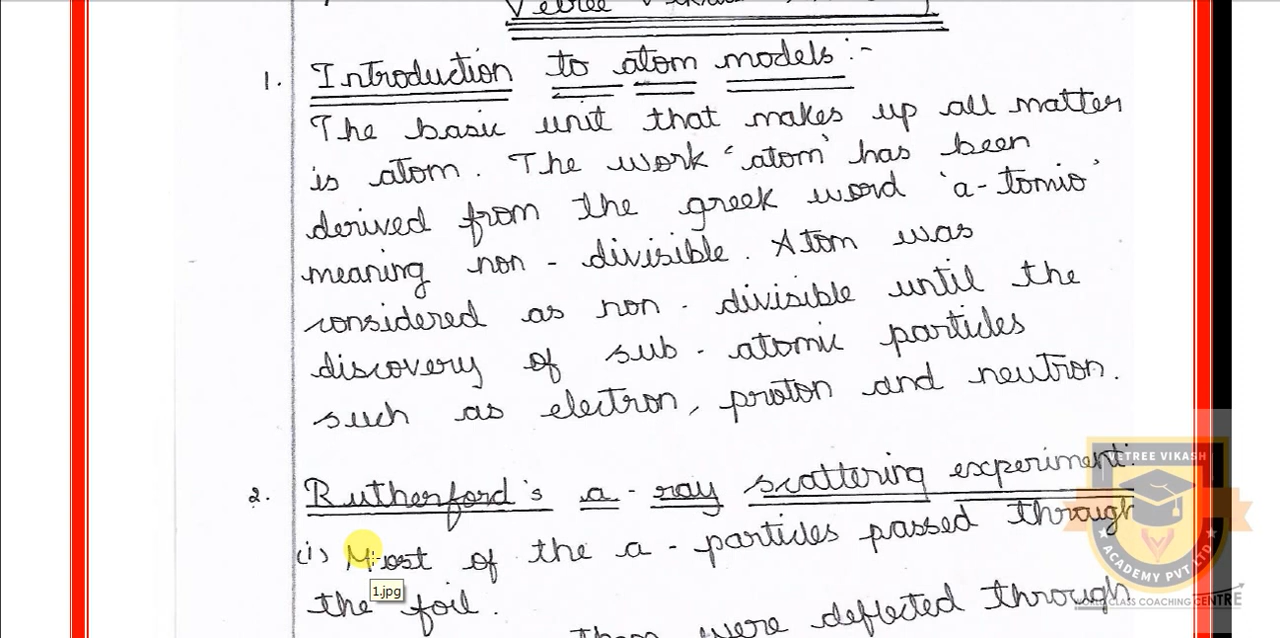 1. Introduction to atom models :-
The basic unit that makes up all matter
is atom. The work 'atom' has been
derived from the greek word 'a-tomio'
meaning non - divisible. Atom was
considered as non - divisible until the
discovery of sub - atomic particles
such as electron, proton and neutron.
2. Rutherford's a - ray scattering experiment:
(i) Most of the a - particles passed through
the foil.
1.jpg
them were deflected through
ETREE VIKASH
ACADEMY PVT LTD
WORLD CLASS COACHING CENTRE